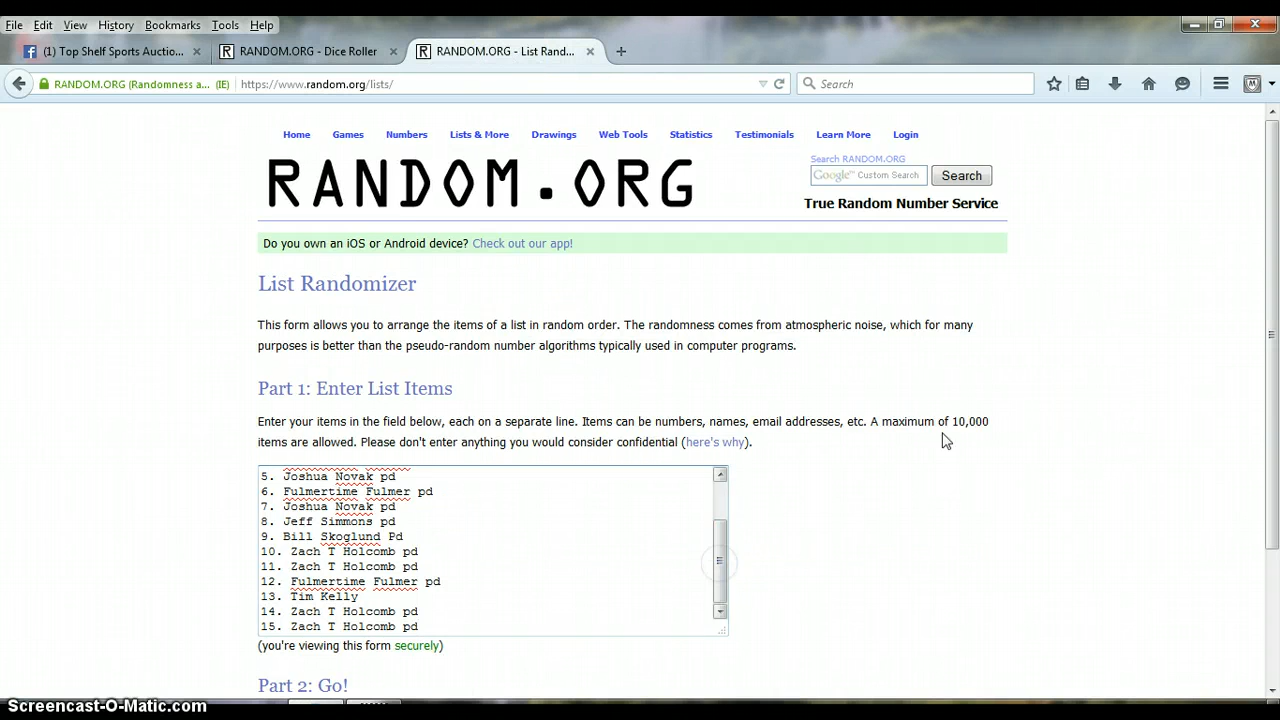 File Edit View History Bookmarks Tools Help
(1) Top Shelf Sports Auctio... RANDOM.ORG - Dice Roller RANDOM.ORG - List Rand...
RANDOM.ORG (Randomness a... (IE) https://www.random.org/lists/ Search
Home Games Numbers Lists & More Drawings Web Tools Statistics Testimonials Learn More Login
RANDOM.ORG
Search RANDOM.ORG
Google™ Custom Search Search
True Random Number Service
Do you own an iOS or Android device? Check out our app!
List Randomizer
This form allows you to arrange the items of a list in random order. The randomness comes from atmospheric noise, which for many
purposes is better than the pseudo-random number algorithms typically used in computer programs.
Part 1: Enter List Items
Enter your items in the field below, each on a separate line. Items can be numbers, names, email addresses, etc. A maximum of 10,000
items are allowed. Please don't enter anything you would consider confidential (here's why).
5. Joshua Novak pd
6. Fulmertime Fulmer pd
7. Joshua Novak pd
8. Jeff Simmons pd
9. Bill Skoglund Pd
10. Zach T Holcomb pd
11. Zach T Holcomb pd
12. Fulmertime Fulmer pd
13. Tim Kelly
14. Zach T Holcomb pd
15. Zach T Holcomb pd
(you're viewing this form securely)
Part 2: Go!
Screencast-O-Matic.com